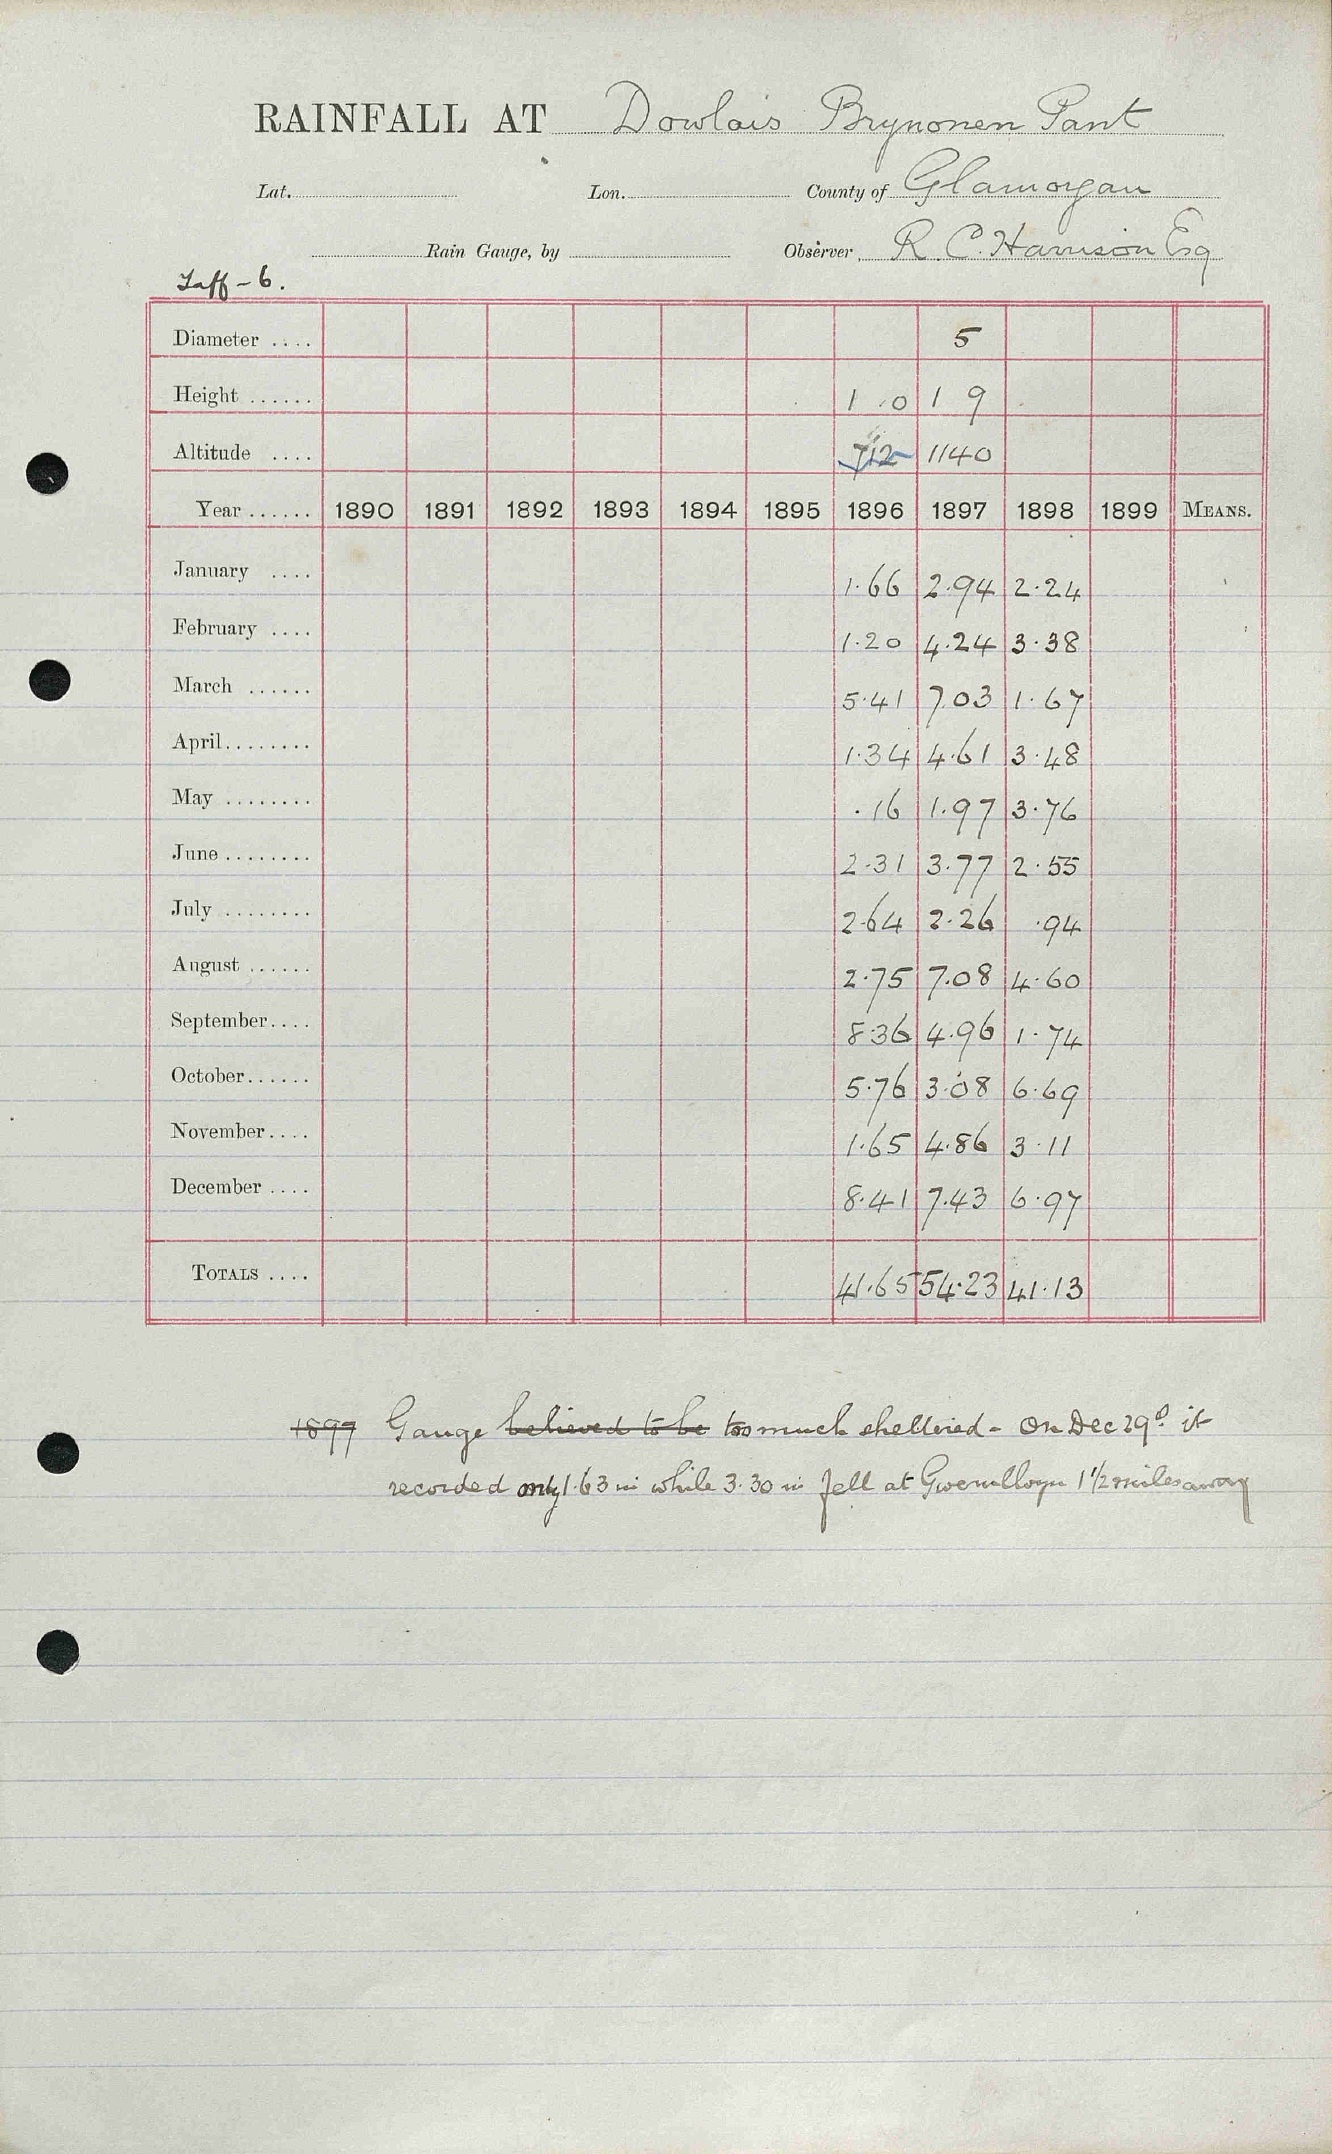 RAINFALL AT Dowlais Brynonen Pant
Lat. Lon. County of Glamorgan
Rain Gauge, by Observer, R. C. Harrison Esq
Taff - 6.
Diameter .... 5
Height ...... 1 0 1 9
Altitude .... 712 1140
Year ...... 1890 1891 1892 1893 1894 1895 1896 1897 1898 1899 MEANS.
January .... 1.66 2.94 2.24
February .... 1.20 4.24 3.38
March ...... 5.41 7.03 1.67
April........ 1.34 4.61 3.48
May ........ .16 1.97 3.76
June ........ 2.31 3.77 2.55
July ........ 2.64 2.26 .94
August ...... 2.75 7.08 4.60
September.... 8.36 4.96 1.74
October...... 5.76 3.08 6.69
November.... 1.65 4.86 3.11
December .... 8.41 7.43 6.97
TOTALS .... 41.65 54.23 41.13
1897 Gauge believed to be too much sheltered - On Dec 29th it
recorded only 1.63 in while 3.30 in fell at Gwernllwyn 1 1/2 miles away